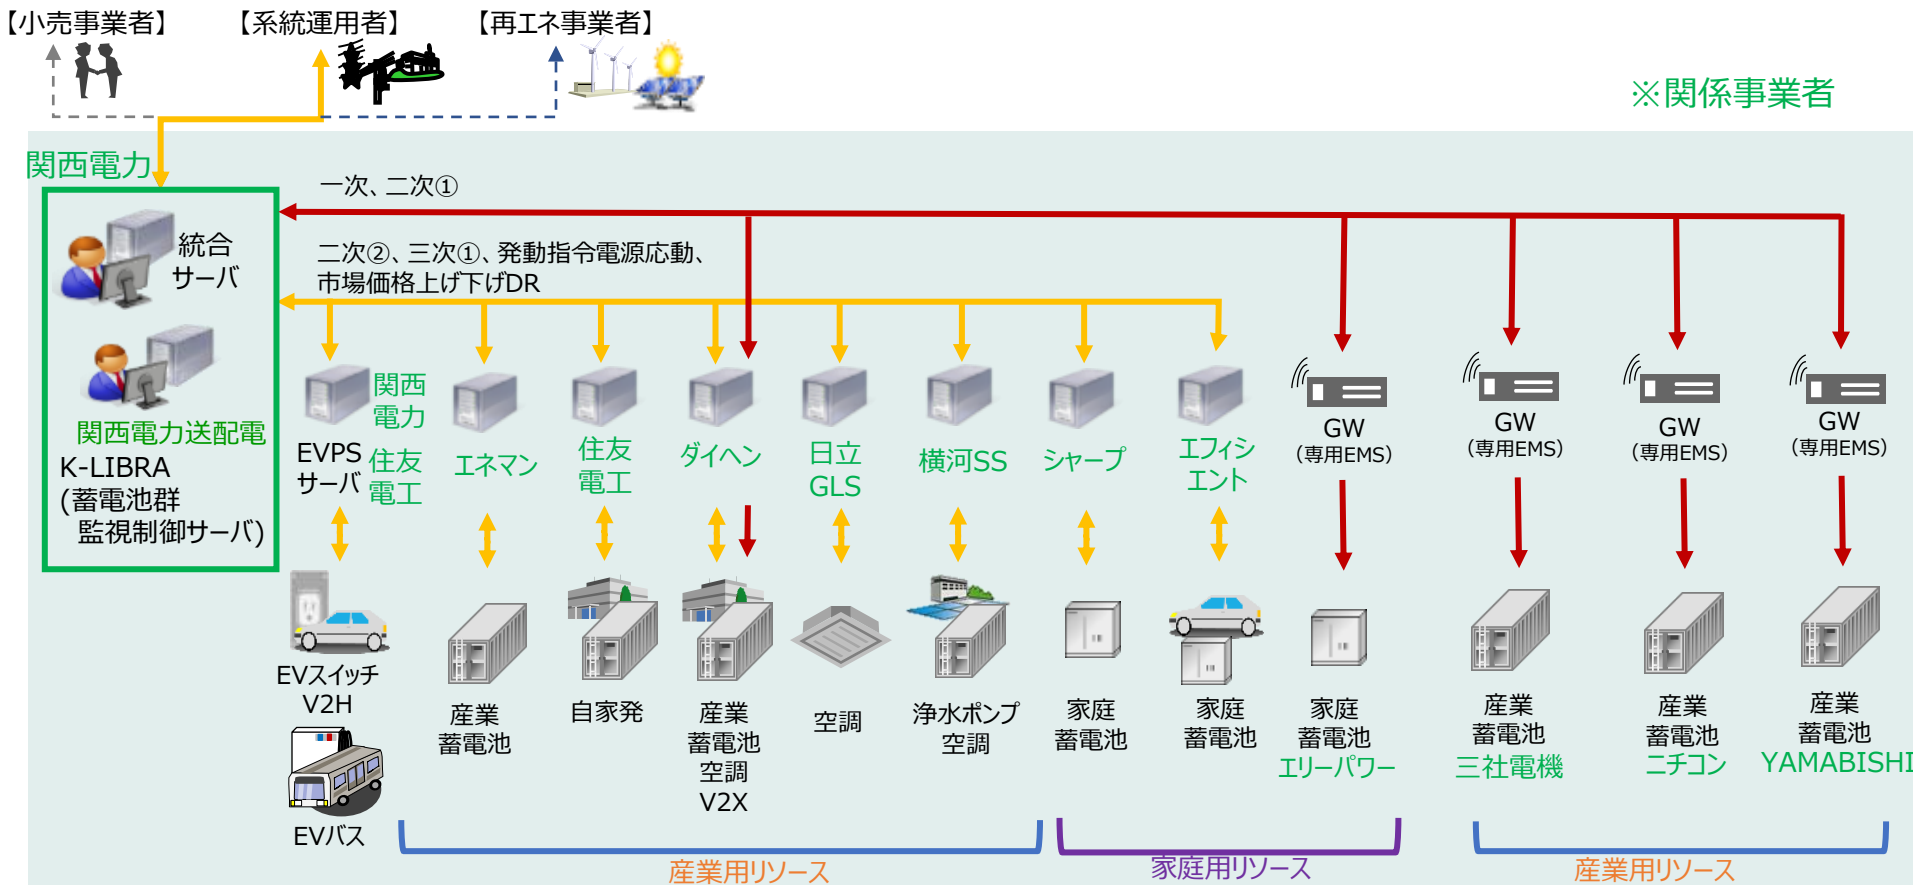 【小売事業者】
【系統運用者】
【再エネ事業者】
※関係事業者
関西電力
一次、二次①
統合
サーバ
二次②、三次①、発動指令電源応動、
市場価格上げ下げDR
関西電力送配電
K-LIBRA
(蓄電池群
監視制御サーバ)
関西
電力
EVPS
サーバ
住友
電工
エネマン
住友
電工
ダイヘン
日立
GLS
横河SS
シャープ
エフィシ
エント
GW
(専用EMS)
GW
(専用EMS)
GW
(専用EMS)
GW
(専用EMS)
EVスイッチ
V2H
EVバス
産業
蓄電池
自家発
産業
蓄電池
空調
V2X
空調
浄水ポンプ
空調
家庭
蓄電池
家庭
蓄電池
家庭
蓄電池
エリーパワー
産業
蓄電池
三社電機
産業
蓄電池
ニチコン
産業
蓄電池
YAMABISHI
産業用リソース
家庭用リソース
産業用リソース